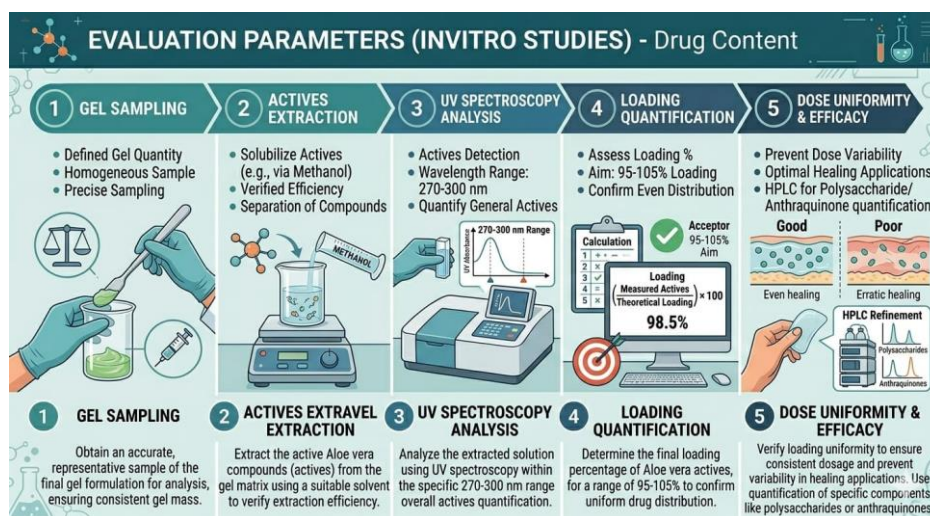 EVALUATION PARAMETERS (INVITRO STUDIES) - Drug Content
1 GEL SAMPLING
• Defined Gel Quantity
• Homogeneous Sample
• Precise Sampling
2 ACTIVES
EXTRACTION
• Solubilize Actives
(e.g., via Methanol)
• Verified Efficiency
• Separation of Compounds
METHANOL
3 UV SPECTROSCOPY
ANALYSIS
• Actives Detection
• Wavelength Range:
270-300 nm
• Quantify General Actives
270-300 nm Range
UV Absorbance
4 LOADING
QUANTIFICATION
• Assess Loading %
• Aim: 95-105% Loading
• Confirm Even Distribution
Calculation
1
2
3
4
5
Acceptor
95-105%
Aim
Loading
(Measured Actives
Theoretical Loading) × 100
98.5%
5 DOSE UNIFORMITY
& EFFICACY
• Prevent Dose Variability
• Optimal Healing Applications
• HPLC for Polysaccharide/
Anthraquinone quantification
Good
Poor
Even healing
Erratic healing
HPLC Refinement
Polysaccharides
Anthraquinones
1 GEL SAMPLING
Obtain an accurate,
representative sample of the
final gel formulation for analysis,
ensuring consistent gel mass.
2 ACTIVES EXTRAVEL
EXTRACTION
Extract the active Aloe vera
compounds (actives) from the
gel matrix using a suitable solvent
to verify extraction efficiency.
3 UV SPECTROSCOPY
ANALYSIS
Analyze the extracted solution
using UV spectroscopy within
the specific 270-300 nm range
overall actives quantification.
4 LOADING
QUANTIFICATION
Determine the final loading
percentage of Aloe vera actives,
for a range of 95-105% to confirm
uniform drug distribution.
5 DOSE UNIFORMITY &
EFFICACY
Verify loading uniformity to ensure
consistent dosage and prevent
variability in healing applications. Use
quantification of specific components
like polysaccharides or anthraquinones